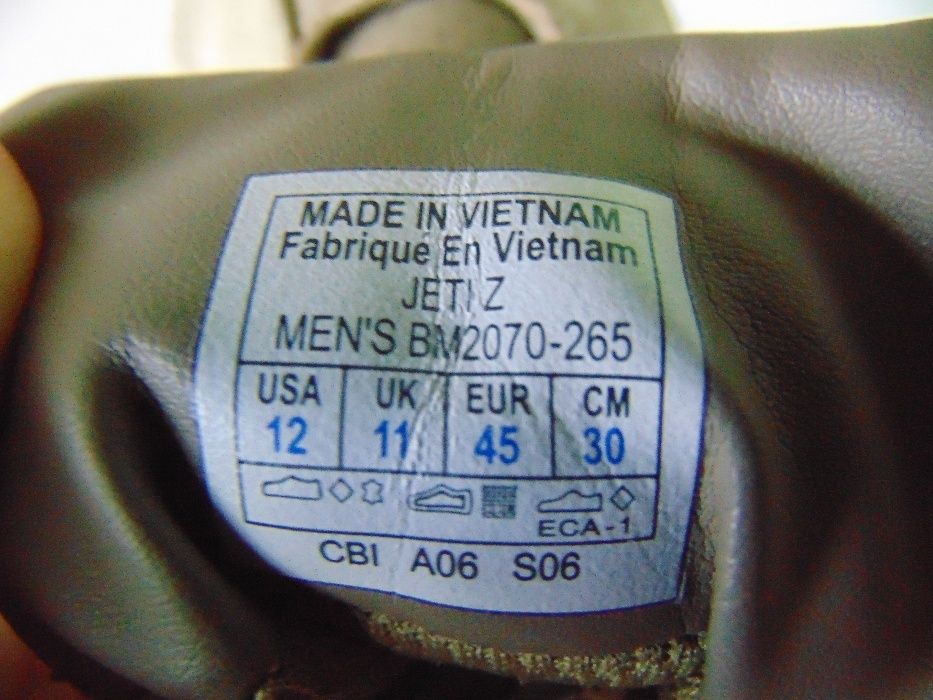 MADE IN VIETNAM
Fabrique En Vietnam
JETI Z
MEN'S BM2070-265
USA UK EUR CM
12 11 45 30
ECA-1
CBI A06 S06